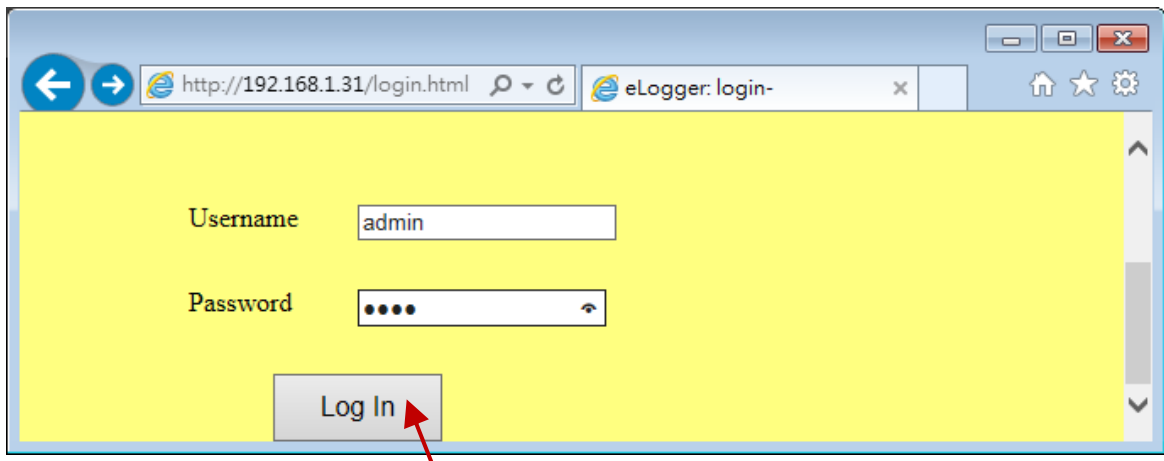 http://192.168.1.31/login.html
eLogger: login-
Username
admin
Password
••••
Log In